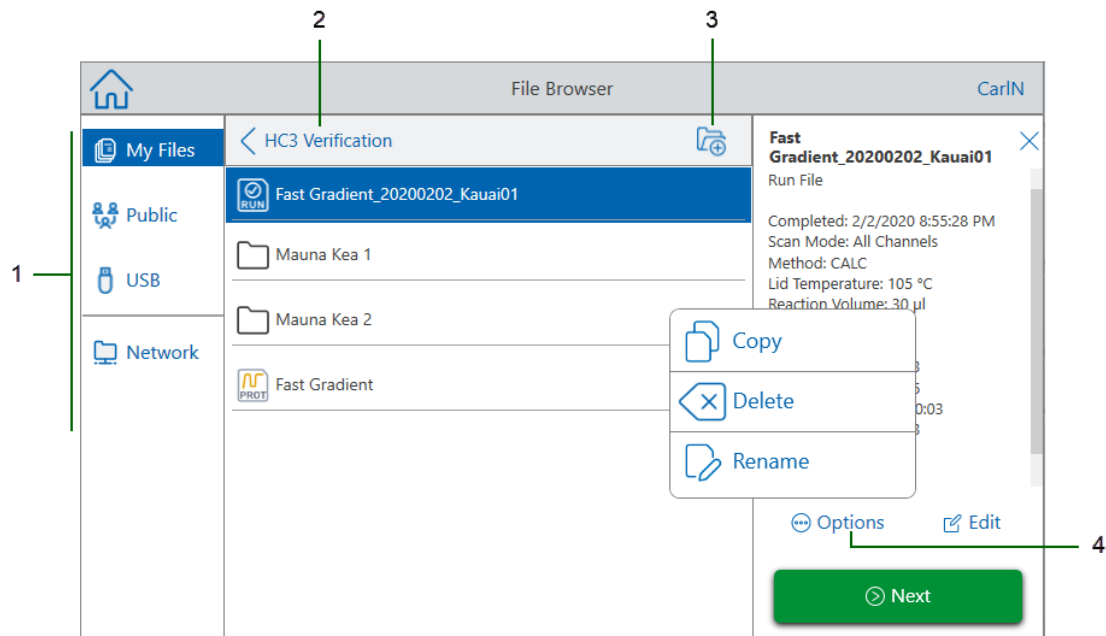 2
3
File Browser
CarlN
1
My Files
Public
USB
Network
HC3 Verification
RUN
Fast Gradient_20200202_Kauai01
Mauna Kea 1
Mauna Kea 2
PROT
Fast Gradient
Fast
Gradient_20200202_Kauai01
Run File
Completed: 2/2/2020 8:55:28 PM
Scan Mode: All Channels
Method: CALC
Lid Temperature: 105 °C
Reaction Volume: 30 µl
0:03
Copy
Delete
Rename
Options
Edit
4
Next